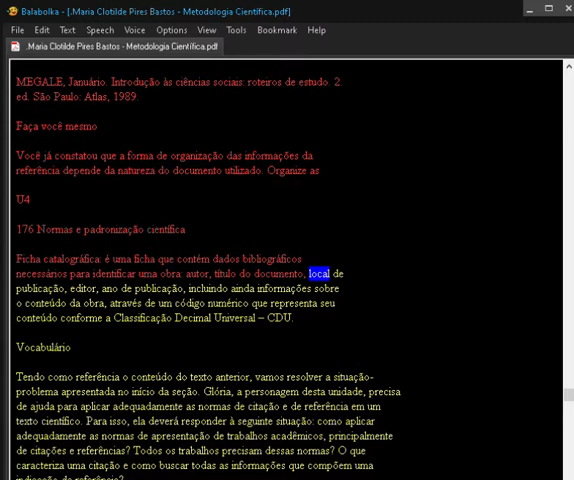 Balabolka - [.Maria Clotilde Pires Bastos - Metodologia Científica.pdf]
File Edit Text Speech Voice Options View Tools Bookmark Help
.Maria Clotilde Pires Bastos - Metodologia Científica.pdf
MEGALE, Januário. Introdução às ciências sociais: roteiros de estudo. 2.
ed. São Paulo: Atlas, 1989.
Faça você mesmo
Você já constatou que a forma de organização das informações da
referência depende da natureza do documento utilizado. Organize as
U4
176 Normas e padronização científica
Ficha catalográfica: é uma ficha que contém dados bibliográficos
necessários para identificar uma obra: autor, título do documento, local de
publicação, editor, ano de publicação, incluindo ainda informações sobre
o conteúdo da obra, através de um código numérico que representa seu
conteúdo conforme a Classificação Decimal Universal – CDU.
Vocabulário
Tendo como referência o conteúdo do texto anterior, vamos resolver a situação-
problema apresentada no início da seção. Glória, a personagem desta unidade, precisa
de ajuda para aplicar adequadamente as normas de citação e de referência em um
texto científico. Para isso, ela deverá responder à seguinte situação: como aplicar
adequadamente as normas de apresentação de trabalhos acadêmicos, principalmente
de citações e referências? Todos os trabalhos precisam dessas normas? O que
caracteriza uma citação e como buscar todas as informações que compõem uma
indicação de referência?